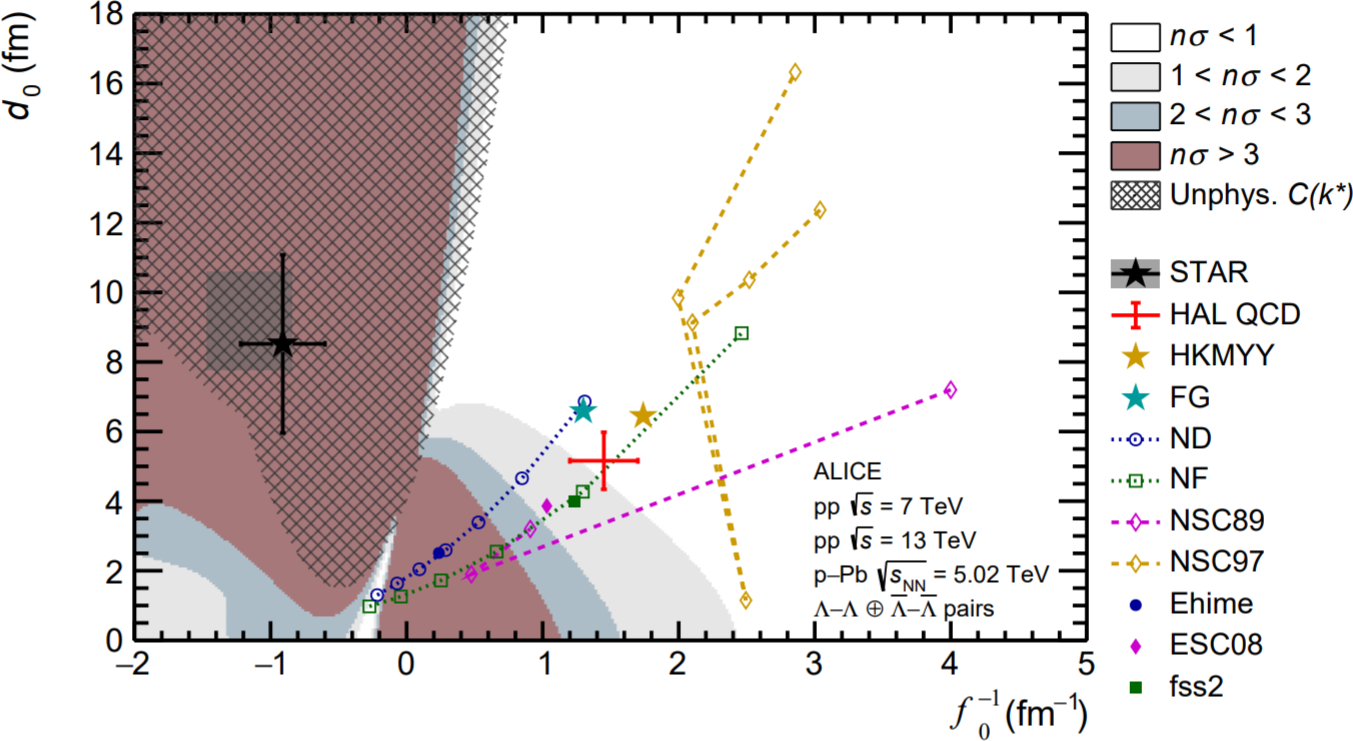 d₀ (fm)
18
16
14
12
10
8
6
4
2
0
−2 −1 0 1 2 3 4 5
f₀⁻¹ (fm⁻¹)
ALICE
pp √s = 7 TeV
pp √s = 13 TeV
p–Pb √sNN = 5.02 TeV
Λ–Λ ⊕ Λ̅–Λ̅ pairs
nσ < 1
1 < nσ < 2
2 < nσ < 3
nσ > 3
Unphys. C(k*)
STAR
HAL QCD
HKMYY
FG
ND
NF
NSC89
NSC97
Ehime
ESC08
fss2